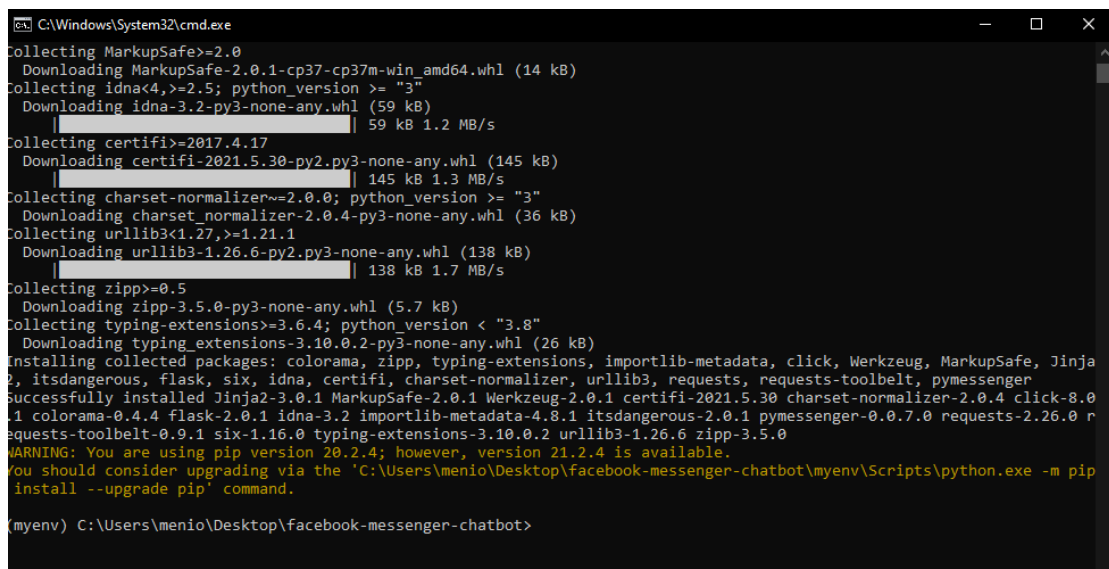 C:\Windows\System32\cmd.exe
Collecting MarkupSafe>=2.0
  Downloading MarkupSafe-2.0.1-cp37-cp37m-win_amd64.whl (14 kB)
Collecting idna<4,>=2.5; python_version >= "3"
  Downloading idna-3.2-py3-none-any.whl (59 kB)
     |                                | 59 kB 1.2 MB/s
Collecting certifi>=2017.4.17
  Downloading certifi-2021.5.30-py2.py3-none-any.whl (145 kB)
     |                                | 145 kB 1.3 MB/s
Collecting charset-normalizer~=2.0.0; python_version >= "3"
  Downloading charset_normalizer-2.0.4-py3-none-any.whl (36 kB)
Collecting urllib3<1.27,>=1.21.1
  Downloading urllib3-1.26.6-py2.py3-none-any.whl (138 kB)
     |                                | 138 kB 1.7 MB/s
Collecting zipp>=0.5
  Downloading zipp-3.5.0-py3-none-any.whl (5.7 kB)
Collecting typing-extensions>=3.6.4; python_version < "3.8"
  Downloading typing_extensions-3.10.0.2-py3-none-any.whl (26 kB)
Installing collected packages: colorama, zipp, typing-extensions, importlib-metadata, click, Werkzeug, MarkupSafe, Jinja
2, itsdangerous, flask, six, idna, certifi, charset-normalizer, urllib3, requests, requests-toolbelt, pymessenger
Successfully installed Jinja2-3.0.1 MarkupSafe-2.0.1 Werkzeug-2.0.1 certifi-2021.5.30 charset-normalizer-2.0.4 click-8.0
.1 colorama-0.4.4 flask-2.0.1 idna-3.2 importlib-metadata-4.8.1 itsdangerous-2.0.1 pymessenger-0.0.7.0 requests-2.26.0 r
equests-toolbelt-0.9.1 six-1.16.0 typing-extensions-3.10.0.2 urllib3-1.26.6 zipp-3.5.0
WARNING: You are using pip version 20.2.4; however, version 21.2.4 is available.
You should consider upgrading via the 'C:\Users\menio\Desktop\facebook-messenger-chatbot\myenv\Scripts\python.exe -m pip
 install --upgrade pip' command.
(myenv) C:\Users\menio\Desktop\facebook-messenger-chatbot>